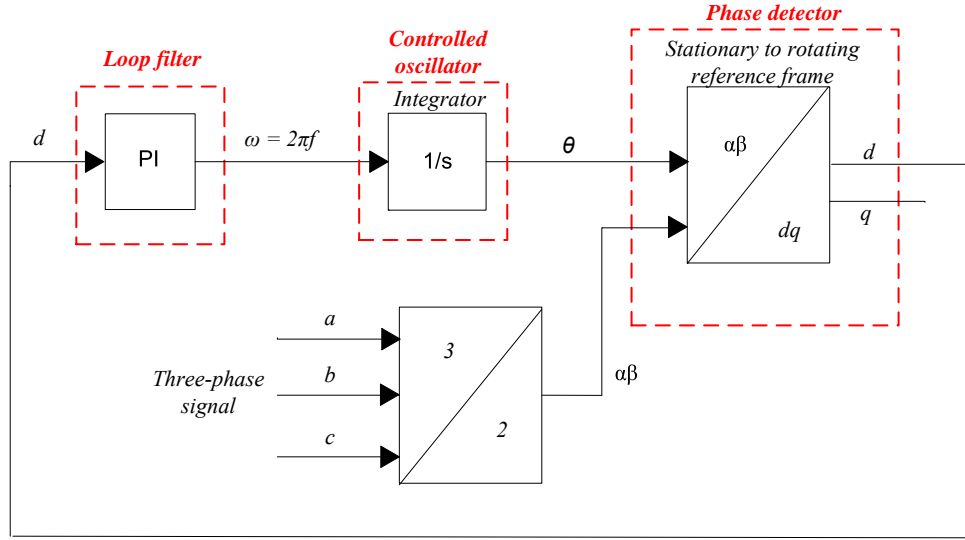 Phase detector
Controlled
oscillator
Loop filter
Stationary to rotating
reference frame
Integrator
d
PI
ω = 2πf
1/s
θ
αβ
dq
d
q
Three-phase
signal
a
b
c
3
2
αβ